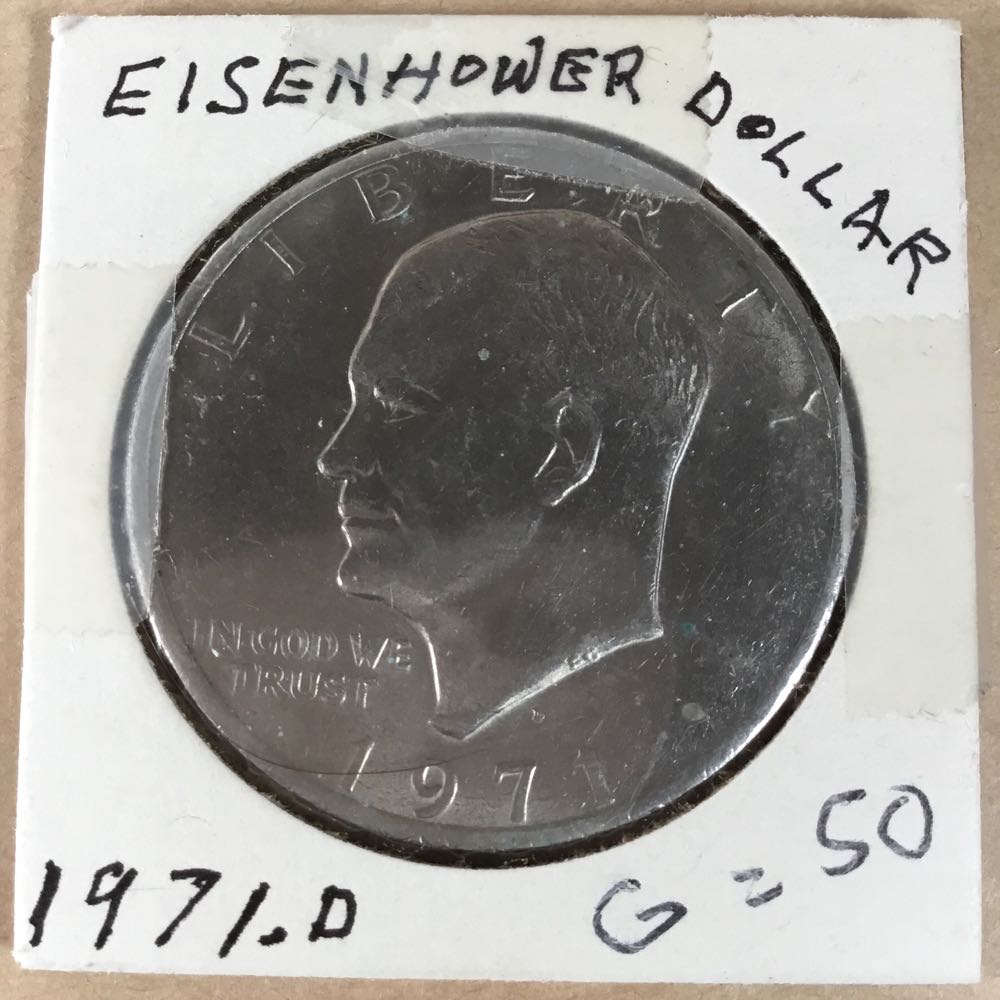 EISENHOWER DOLLAR
LIBERTY
IN GOD WE
TRUST
D
1971
1971.D
G = 50